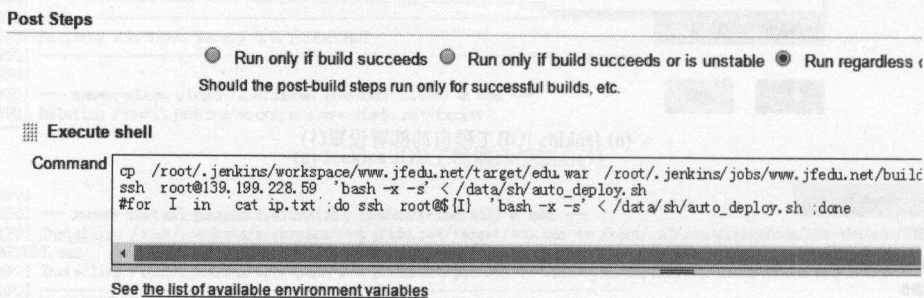 Post Steps
Run only if build succeeds Run only if build succeeds or is unstable Run regardless
Should the post-build steps run only for successful builds, etc.
Execute shell
Command
cp /root/.jenkins/workspace/www.jfedu.net/target/edu.war /root/.jenkins/jobs/www.jfedu.net/build
ssh root@139.199.228.59 'bash -x -s' < /data/sh/auto_deploy.sh
#for I in `cat ip.txt`;do ssh root@${I} 'bash -x -s' < /data/sh/auto_deploy.sh ;done
See the list of available environment variables